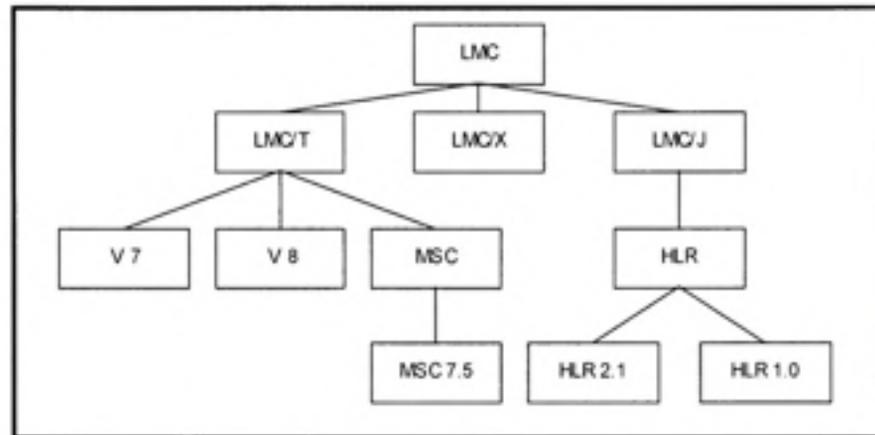 LMC
LMC/T
LMC/X
LMC/J
V 7
V 8
MSC
HLR
MSC 7.5
HLR 2.1
HLR 1.0